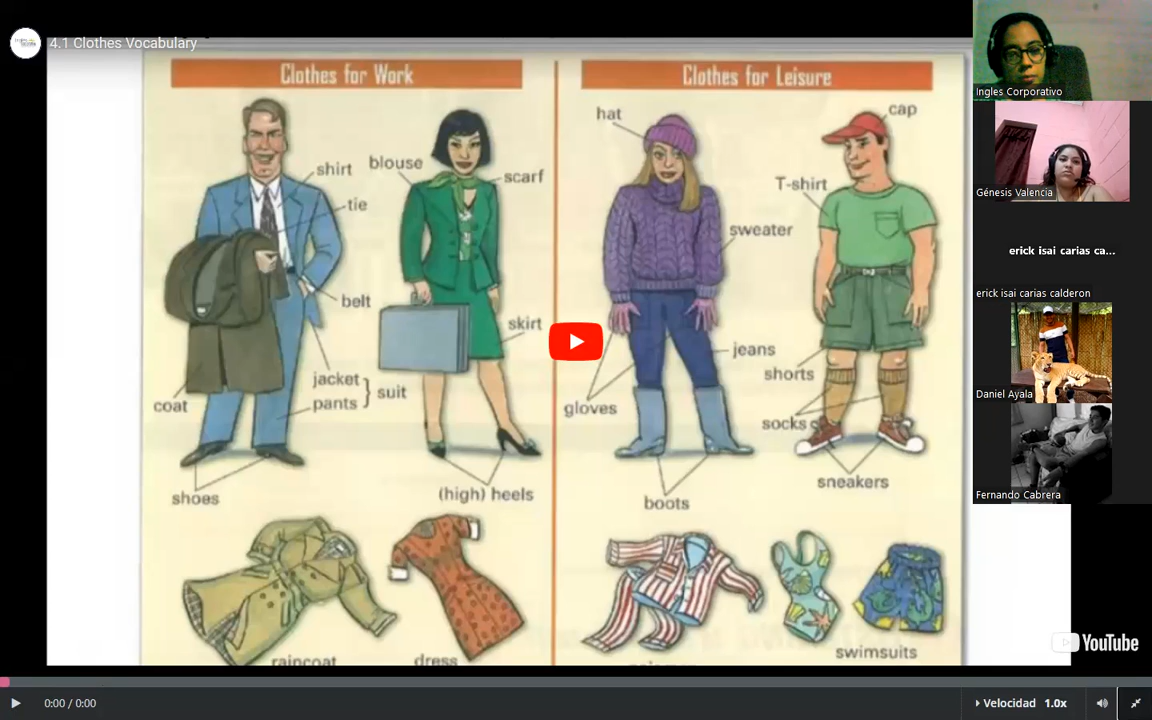 4.1 Clothes Vocabulary
Clothes for Work
Clothes for Leisure
shirt
tie
blouse
scarf
belt
skirt
jacket
pants
suit
coat
shoes
(high) heels
raincoat
dress
hat
cap
T-shirt
sweater
jeans
shorts
gloves
socks
sneakers
boots
swimsuits
YouTube
0:00 / 0:00
Velocidad 1.0x
Ingles Corporativo
Génesis Valencia
erick isai carias ca...
erick isai carias calderon
Daniel Ayala
Fernando Cabrera